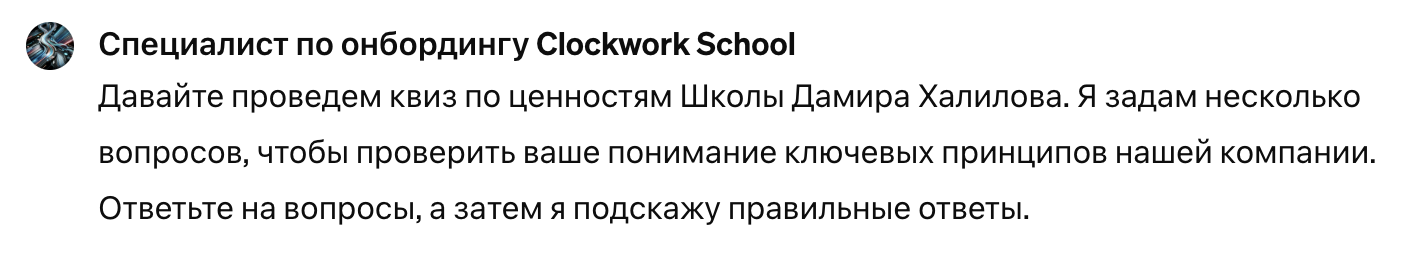 Специалист по онбордингу Clockwork School
Давайте проведем квиз по ценностям Школы Дамира Халилова. Я задам несколько
вопросов, чтобы проверить ваше понимание ключевых принципов нашей компании.
Ответьте на вопросы, а затем я подскажу правильные ответы.